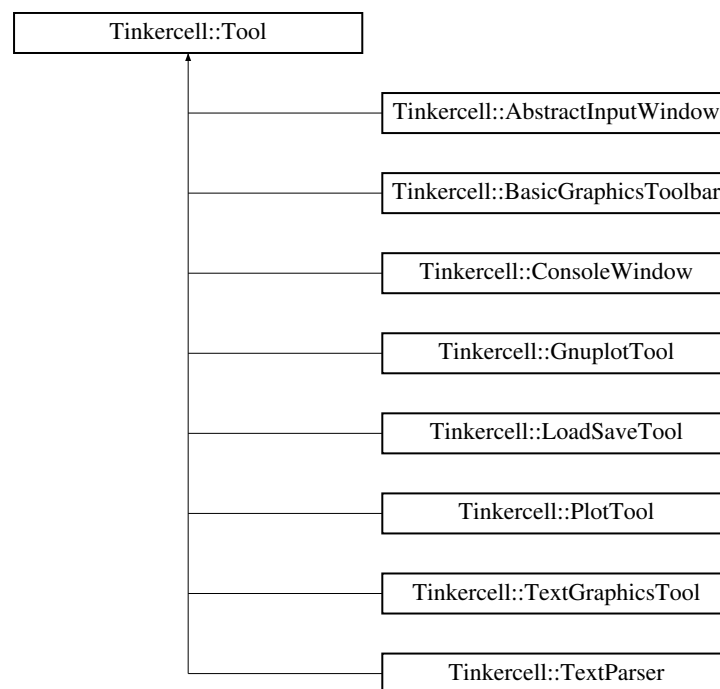 Tinkercell::Tool
Tinkercell::AbstractInputWindow
Tinkercell::BasicGraphicsToolbar
Tinkercell::ConsoleWindow
Tinkercell::GnuplotTool
Tinkercell::LoadSaveTool
Tinkercell::PlotTool
Tinkercell::TextGraphicsTool
Tinkercell::TextParser